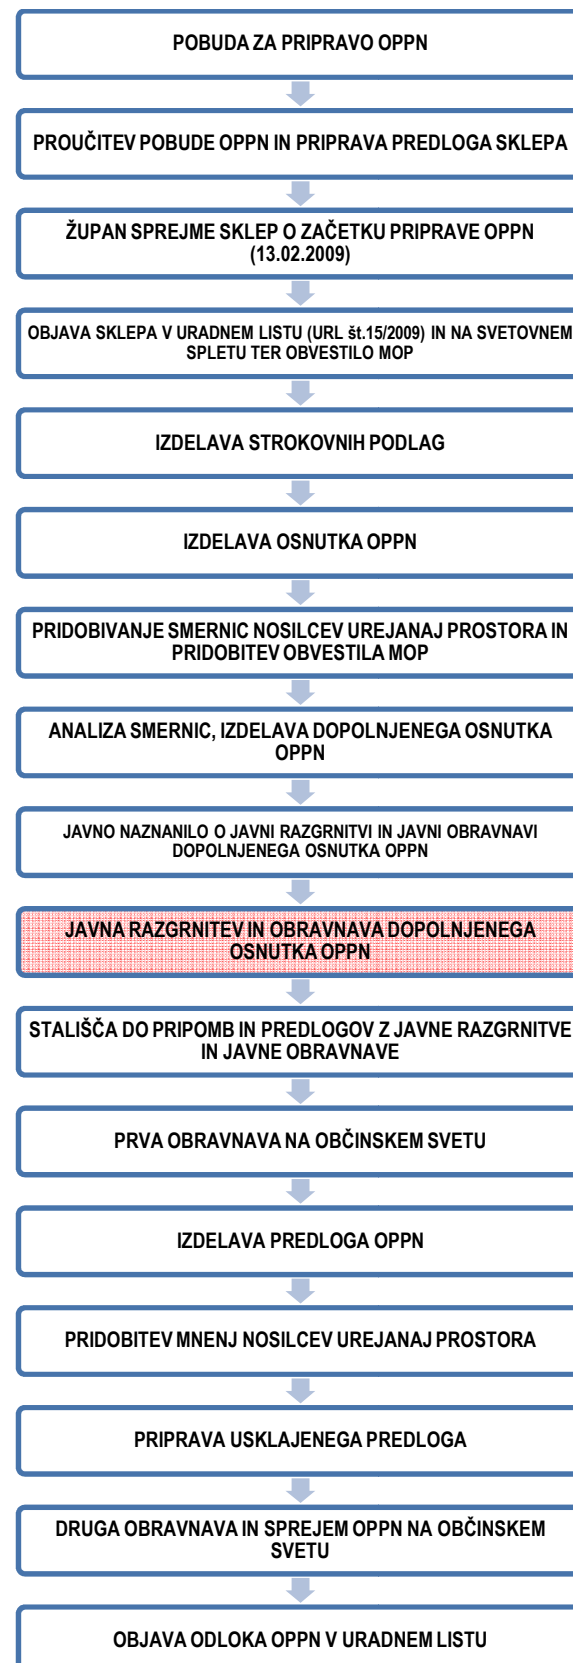 POBUDA ZA PRIPRAVO OPPN
PROUČITEV POBUDE OPPN IN PRIPRAVA PREDLOGA SKLEPA
ŽUPAN SPREJME SKLEP O ZAČETKU PRIPRAVE OPPN
(13.02.2009)
OBJAVA SKLEPA V URADNEM LISTU (URL št.15/2009) IN NA SVETOVNEM
SPLETU TER OBVESTILO MOP
IZDELAVA STROKOVNIH PODLAG
IZDELAVA OSNUTKA OPPN
PRIDOBIVANJE SMERNIC NOSILCEV UREJANAJ PROSTORA IN
PRIDOBITEV OBVESTILA MOP
ANALIZA SMERNIC, IZDELAVA DOPOLNJENEGA OSNUTKA
OPPN
JAVNO NAZNANILO O JAVNI RAZGRNITVI IN JAVNI OBRAVNAVI
DOPOLNJENEGA OSNUTKA OPPN
JAVNA RAZGRNITEV IN OBRAVNAVA DOPOLNJENEGA
OSNUTKA OPPN
STALIŠČA DO PRIPOMB IN PREDLOGOV Z JAVNE RAZGRNITVE
IN JAVNE OBRAVNAVE
PRVA OBRAVNAVA NA OBČINSKEM SVETU
IZDELAVA PREDLOGA OPPN
PRIDOBITEV MNENJ NOSILCEV UREJANAJ PROSTORA
PRIPRAVA USKLAJENEGA PREDLOGA
DRUGA OBRAVNAVA IN SPREJEM OPPN NA OBČINSKEM
SVETU
OBJAVA ODLOKA OPPN V URADNEM LISTU